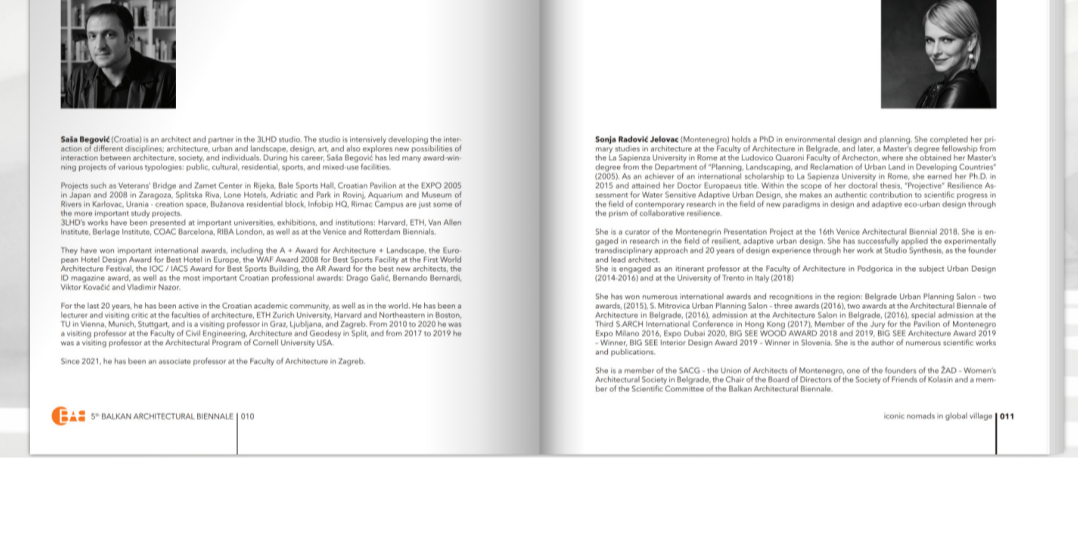 Saša Begović (Croatia) is an architect and partner in the 3LHD studio. The studio is intensively developing the inter-
action of different disciplines; architecture, urban and landscape, design, art, and also explores new possibilities of
interaction between architecture, society, and individuals. During his career, Saša Begović has led many award-win-
ning projects of various typologies: public, cultural, residential, sports, and mixed-use facilities.
Projects such as Veterans' Bridge and Zamet Center in Rijeka, Bale Sports Hall, Croatian Pavilion at the EXPO 2005
in Japan and 2008 in Zaragoza, Splitska Riva, Lone Hotels, Adriatic and Park in Rovinj, Aquarium and Museum of
Rivers in Karlovac, Urania - creation space, Bužanova residential block, Infobip HQ, Rimac Campus are just some of
the more important study projects.
3LHD's works have been presented at important universities, exhibitions, and institutions: Harvard, ETH, Van Allen
Institute, Berlage Institute, COAC Barcelona, RIBA London, as well as at the Venice and Rotterdam Biennials.
They have won important international awards, including the A + Award for Architecture + Landscape, the Euro-
pean Hotel Design Award for Best Hotel in Europe, the WAF Award 2008 for Best Sports Facility at the First World
Architecture Festival, the IOC / IACS Award for Best Sports Building, the AR Award for the best new architects, the
ID magazine award, as well as the most important Croatian professional awards: Drago Galić, Bernando Bernardi,
Viktor Kovačić and Vladimir Nazor.
For the last 20 years, he has been active in the Croatian academic community, as well as in the world. He has been a
lecturer and visiting critic at the faculties of architecture, ETH Zurich University, Harvard and Northeastern in Boston,
TU in Vienna, Munich, Stuttgart, and is a visiting professor in Graz, Ljubljana, and Zagreb. From 2010 to 2020 he was
a visiting professor at the Faculty of Civil Engineering, Architecture and Geodesy in Split, and from 2017 to 2019 he
was a visiting professor at the Architectural Program of Cornell University USA.
Since 2021, he has been an associate professor at the Faculty of Architecture in Zagreb.
BAB 5th BALKAN ARCHITECTURAL BIENNALE | 010
Sonja Radović Jelovac (Montenegro) holds a PhD in environmental design and planning. She completed her pri-
mary studies in architecture at the Faculty of Architecture in Belgrade, and later, a Master's degree fellowship from
the La Sapienza University in Rome at the Ludovico Quaroni Faculty of Archecton, where she obtained her Master's
degree from the Department of "Planning, Landscaping, and Reclamation of Urban Land in Developing Countries"
(2005). As an achiever of an international scholarship to La Sapienza University in Rome, she earned her Ph.D. in
2015 and attained her Doctor Europaeus title. Within the scope of her doctoral thesis, "Projective" Resilience As-
sessment for Water Sensitive Adaptive Urban Design, she makes an authentic contribution to scientific progress in
the field of contemporary research in the field of new paradigms in design and adaptive eco-urban design through
the prism of collaborative resilience.
She is a curator of the Montenegrin Presentation Project at the 16th Venice Architectural Biennial 2018. She is en-
gaged in research in the field of resilient, adaptive urban design. She has successfully applied the experimentally
transdisciplinary approach and 20 years of design experience through her work at Studio Synthesis, as the founder
and lead architect.
She is engaged as an itinerant professor at the Faculty of Architecture in Podgorica in the subject Urban Design
(2014-2016) and at the University of Trento in Italy (2018)
She has won numerous international awards and recognitions in the region: Belgrade Urban Planning Salon - two
awards, (2015), S. Mitrovica Urban Planning Salon - three awards (2016), two awards at the Architectural Biennale of
Architecture in Belgrade, (2016), admission at the Architecture Salon in Belgrade, (2016), special admission at the
Third S.ARCH International Conference in Hong Kong (2017), Member of the Jury for the Pavilion of Montenegro
Expo Milano 2016, Expo Dubai 2020, BIG SEE WOOD AWARD 2018 and 2019, BIG SEE Architecture Award 2019
- Winner, BIG SEE Interior Design Award 2019 - Winner in Slovenia. She is the author of numerous scientific works
and publications.
She is a member of the SACG - the Union of Architects of Montenegro, one of the founders of the ŽAD - Women's
Architectural Society in Belgrade, the Chair of the Board of Directors of the Society of Friends of Kolasin and a mem-
ber of the Scientific Committee of the Balkan Architectural Biennale.
iconic nomads in global village | 011